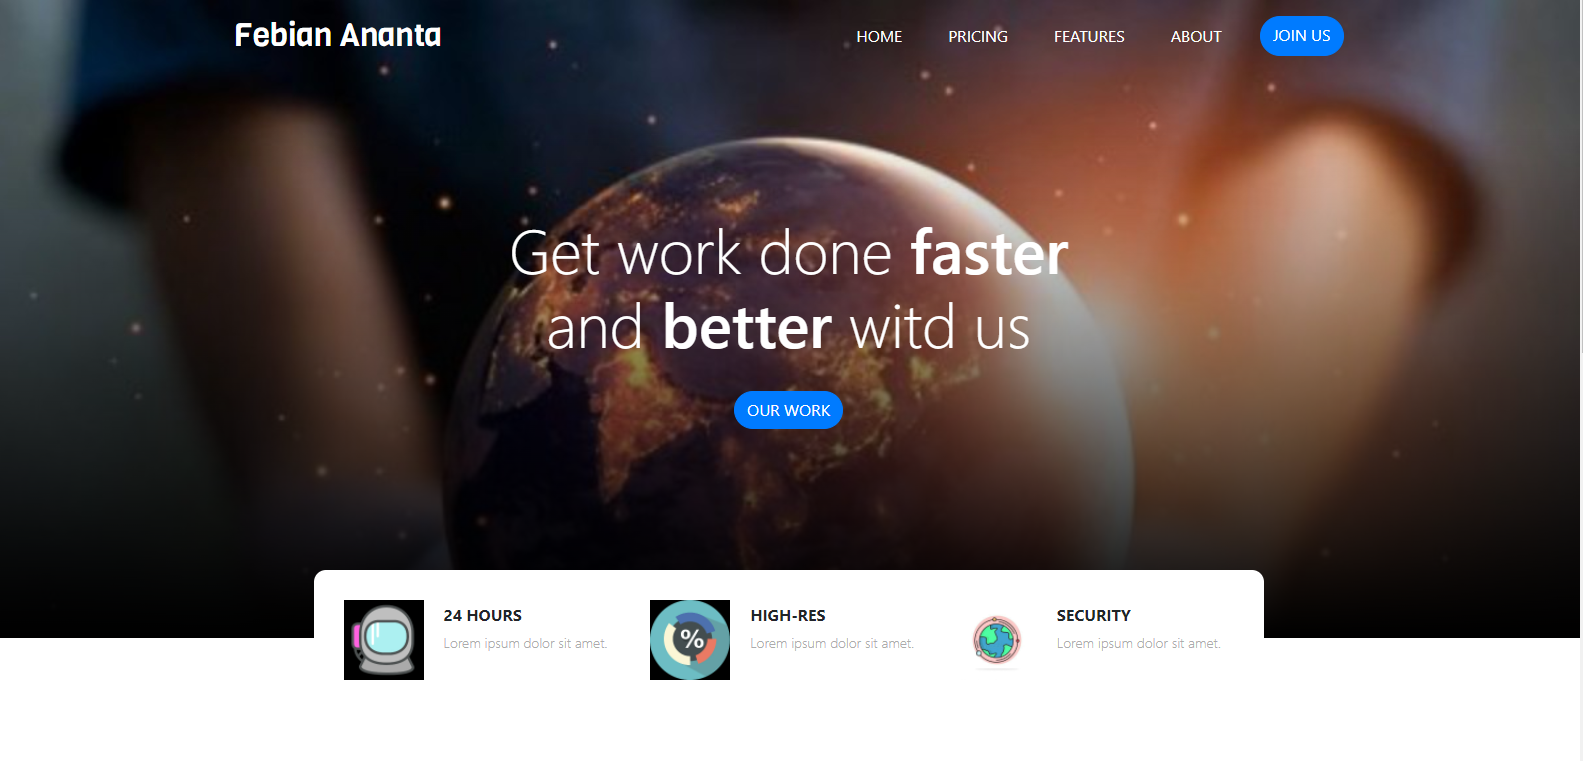 Febian Ananta
HOME PRICING FEATURES ABOUT JOIN US
Get work done faster
and better witd us
OUR WORK
24 HOURS
Lorem ipsum dolor sit amet.
%
HIGH-RES
Lorem ipsum dolor sit amet.
SECURITY
Lorem ipsum dolor sit amet.